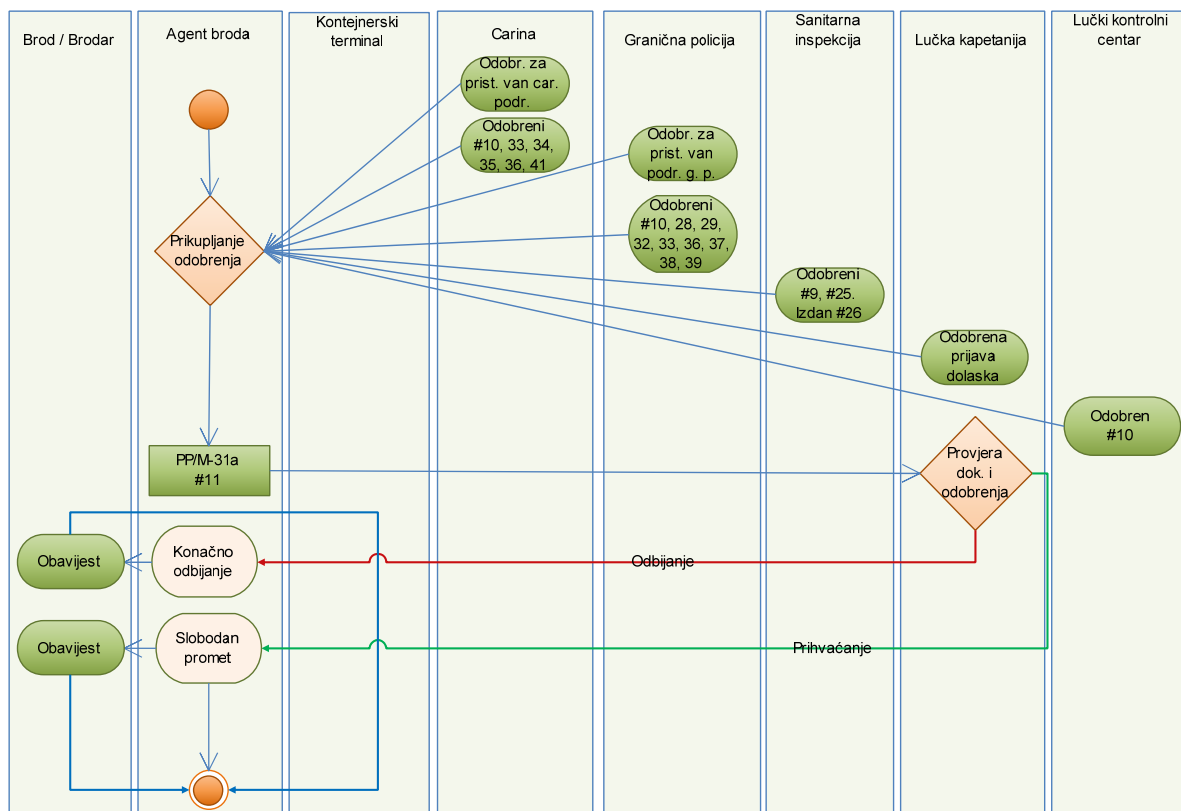 Brod / Brodar
Agent broda
Kontejnerski
terminal
Carina
Granična policija
Sanitarna
inspekcija
Lučka kapetanija
Lučki kontrolni
centar
Odobr. za
prist. van car.
podr.
Odobreni
#10, 33, 34,
35, 36, 41
Odobr. za
prist. van
podr. g. p.
Odobreni
#10, 28, 29,
32, 33, 36, 37,
38, 39
Prikupljanje
odobrenja
Odobreni
#9, #25.
Izdan #26
Odobrena
prijava
dolaska
Odobren
#10
PP/M-31a
#11
Provjera
dok. i
odobrenja
Obavijest
Konačno
odbijanje
Odbijanje
Obavijest
Slobodan
promet
Prihvaćanje